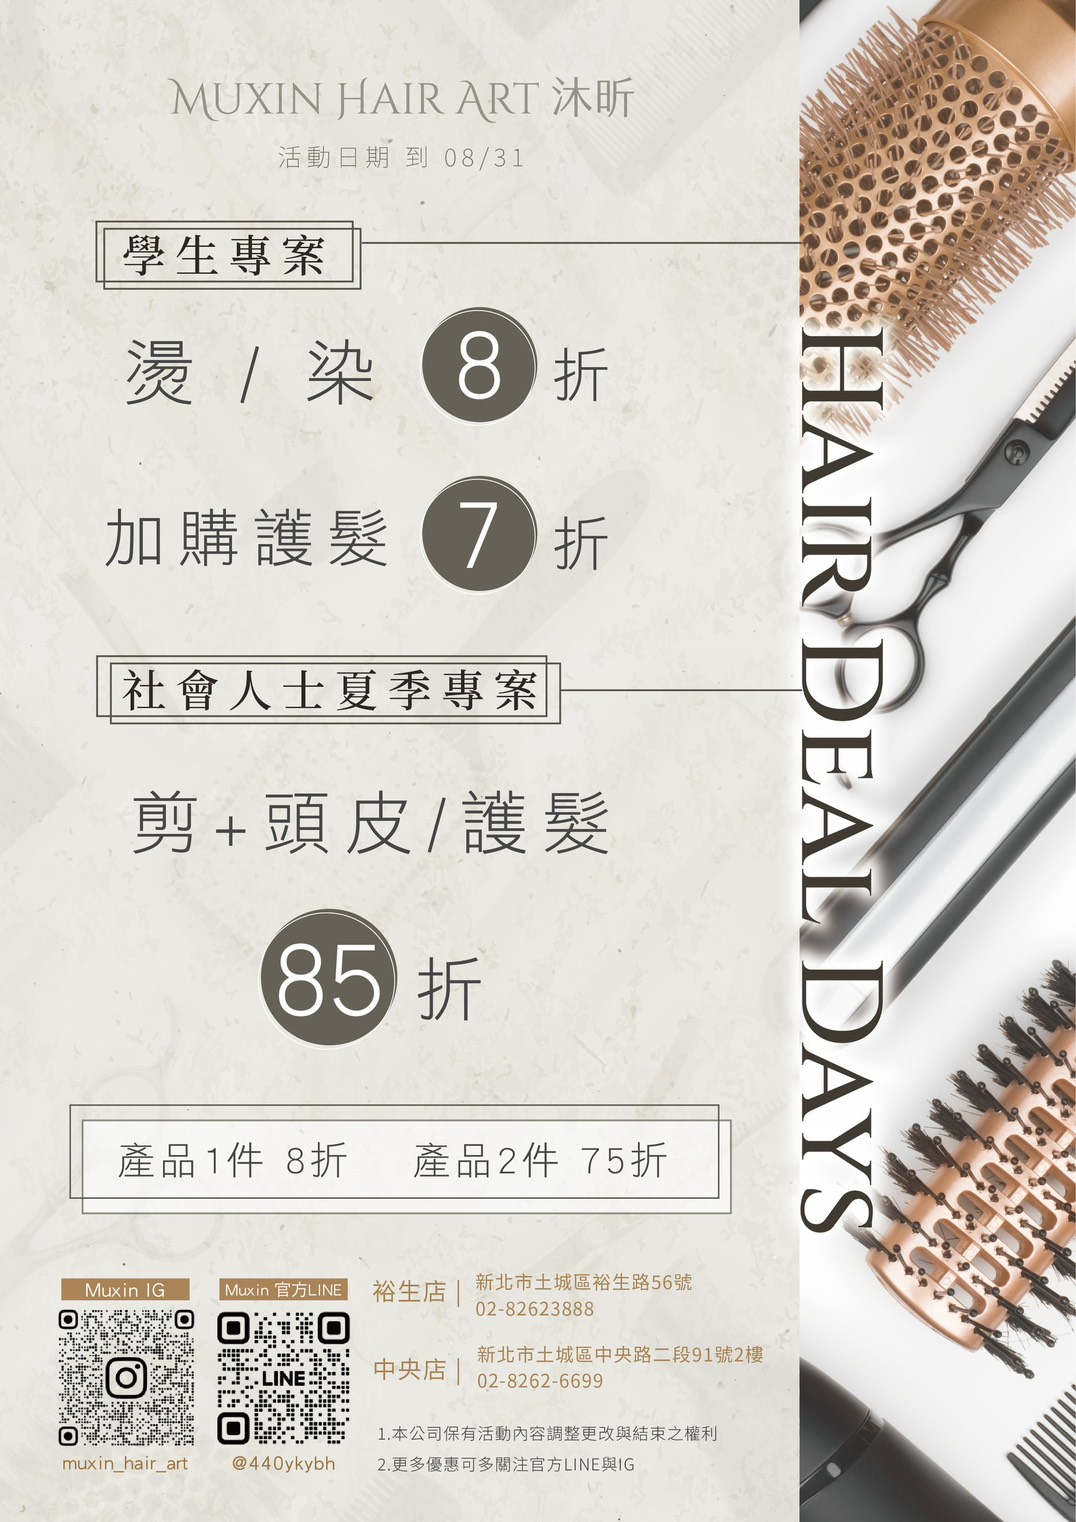 MUXIN HAIR ART 沐昕
活動日期 到 08/31
學生專案
燙 / 染 8 折
加購護髮 7 折
社會人士夏季專案
剪+頭皮/護髮
85 折
產品1件 8折 產品2件 75折
HAIR DEAL DAYS
Muxin IG
muxin_hair_art
Muxin 官方LINE
LINE
@440ykybh
裕生店 | 新北市土城區裕生路56號
02-82623888
中央店 | 新北市土城區中央路二段91號2樓
02-8262-6699
1.本公司保有活動內容調整更改與結束之權利
2.更多優惠可多關注官方LINE與IG